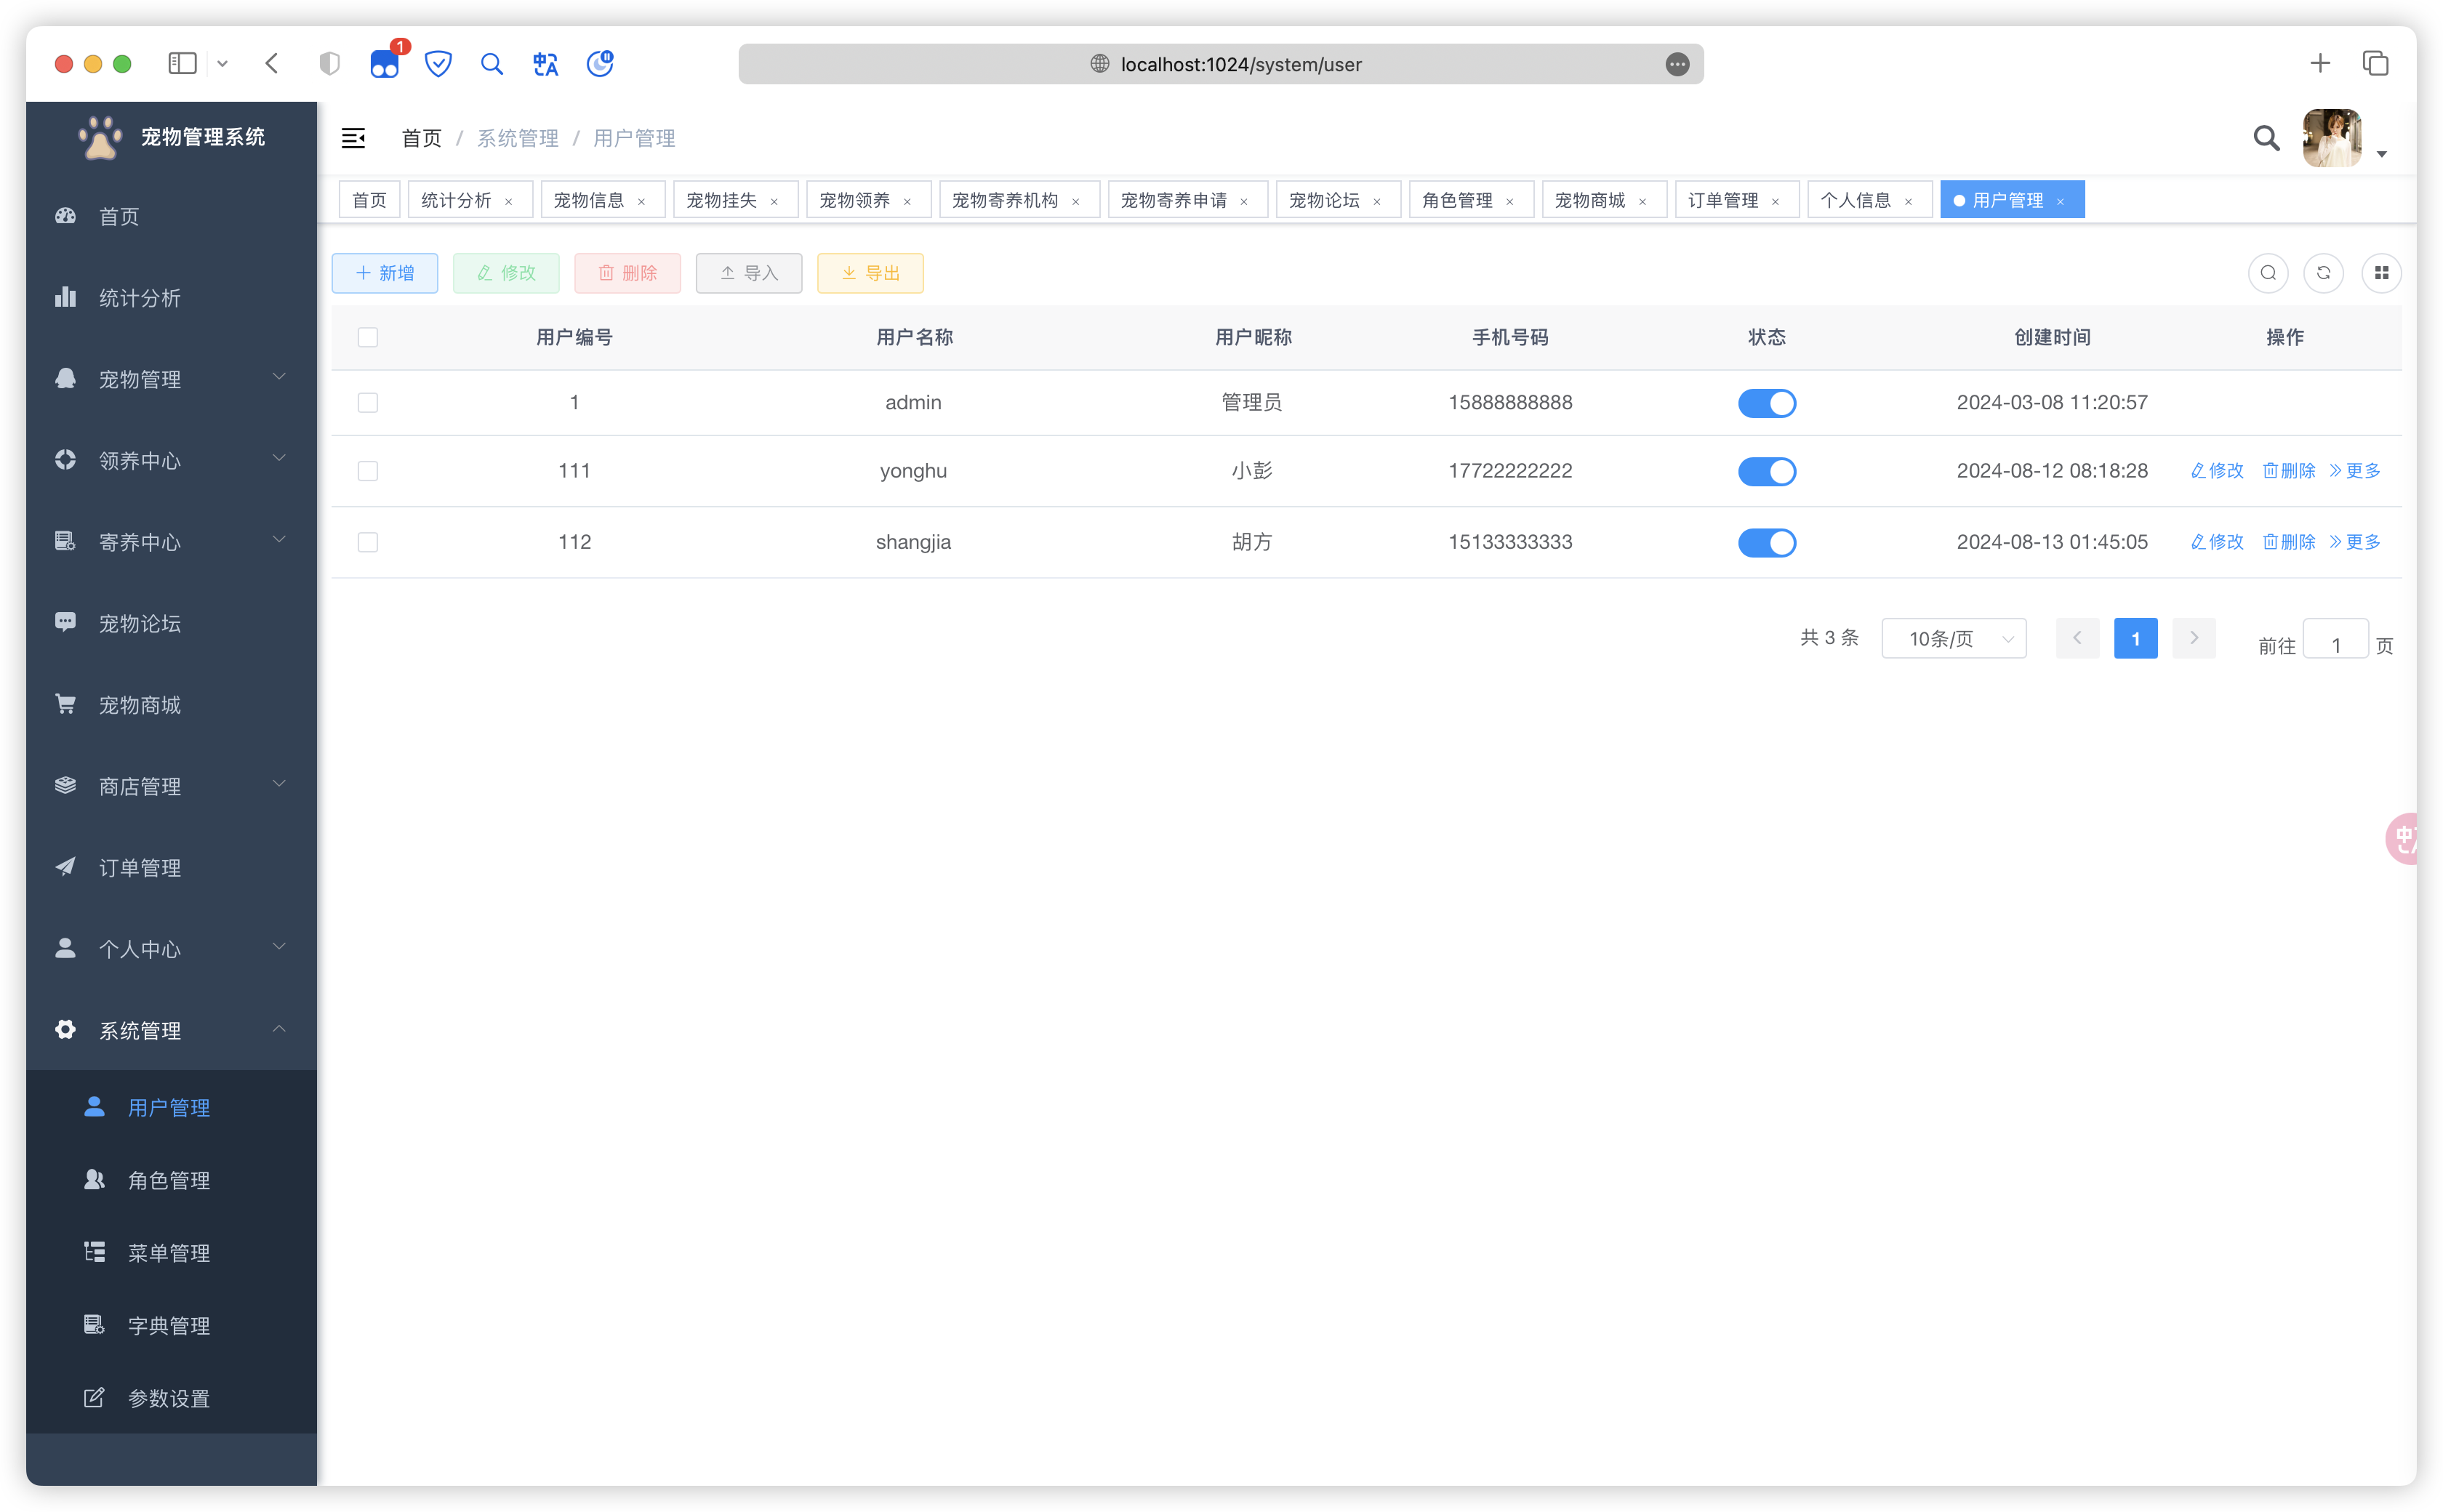 1
localhost:1024/system/user
宠物管理系统
首页 / 系统管理 / 用户管理
首页 统计分析 × 宠物信息 × 宠物挂失 × 宠物领养 × 宠物寄养机构 × 宠物寄养申请 × 宠物论坛 × 角色管理 × 宠物商城 × 订单管理 × 个人信息 × 用户管理 ×
首页
统计分析
宠物管理
领养中心
寄养中心
宠物论坛
宠物商城
商店管理
订单管理
个人中心
系统管理
用户管理
角色管理
菜单管理
字典管理
参数设置
新增 修改 删除 导入 导出
用户编号 用户名称 用户昵称 手机号码 状态 创建时间 操作
1 admin 管理员 15888888888 2024-03-08 11:20:57
111 yonghu 小彭 17722222222 2024-08-12 08:18:28 修改 删除 更多
112 shangjia 胡方 15133333333 2024-08-13 01:45:05 修改 删除 更多
共 3 条 10条/页 1 前往 1 页